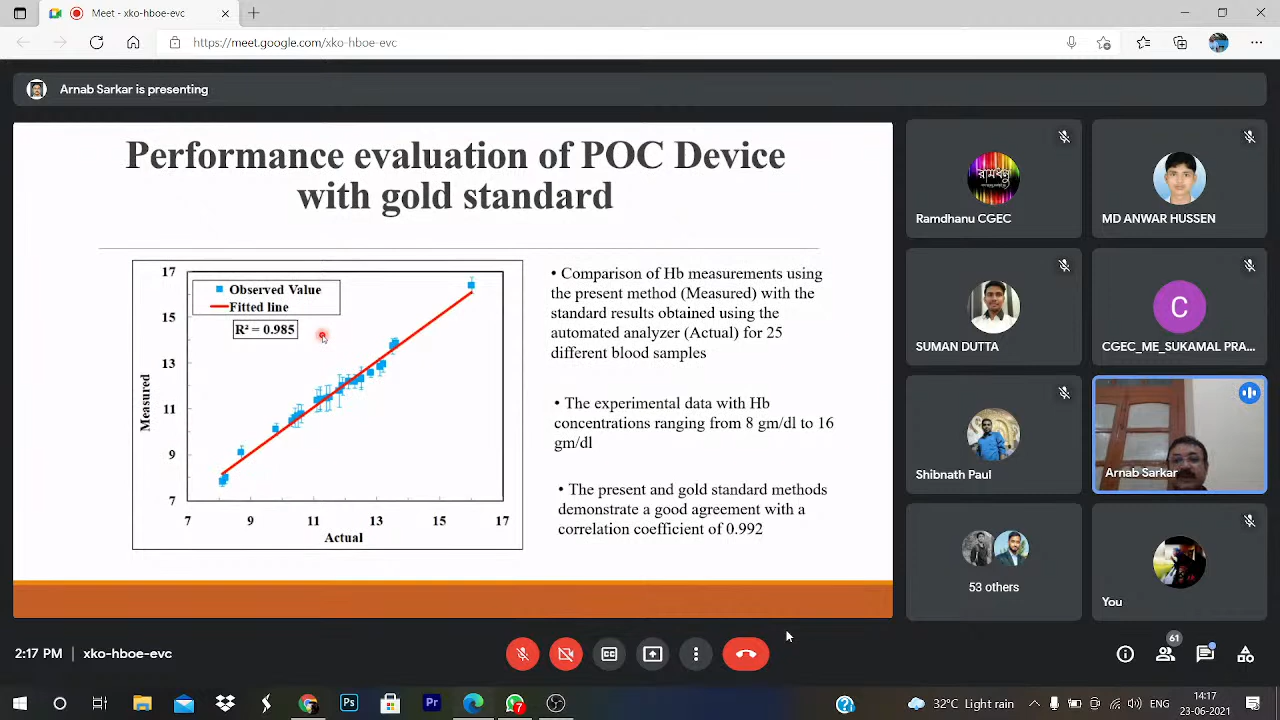 Meet - xko-hboe-evc
https://meet.google.com/xko-hboe-evc
Arnab Sarkar is presenting
Performance evaluation of POC Device
with gold standard
17
15
13
11
9
7
Measured
Observed Value
Fitted line
R² = 0.985
7 9 11 13 15 17
Actual
• Comparison of Hb measurements using
the present method (Measured) with the
standard results obtained using the
automated analyzer (Actual) for 25
different blood samples
• The experimental data with Hb
concentrations ranging from 8 gm/dl to 16
gm/dl
• The present and gold standard methods
demonstrate a good agreement with a
correlation coefficient of 0.992
রামধনু
Ramdhanu CGEC
MD ANWAR HUSSEN
SUMAN DUTTA
C
CGEC_ME_SUKAMAL PRA...
Shibnath Paul
Arnab Sarkar
53 others
You
2:17 PM | xko-hboe-evc
61
Ps
Pr
7
32°C Light rain
ENG
14:17
23-06-2021